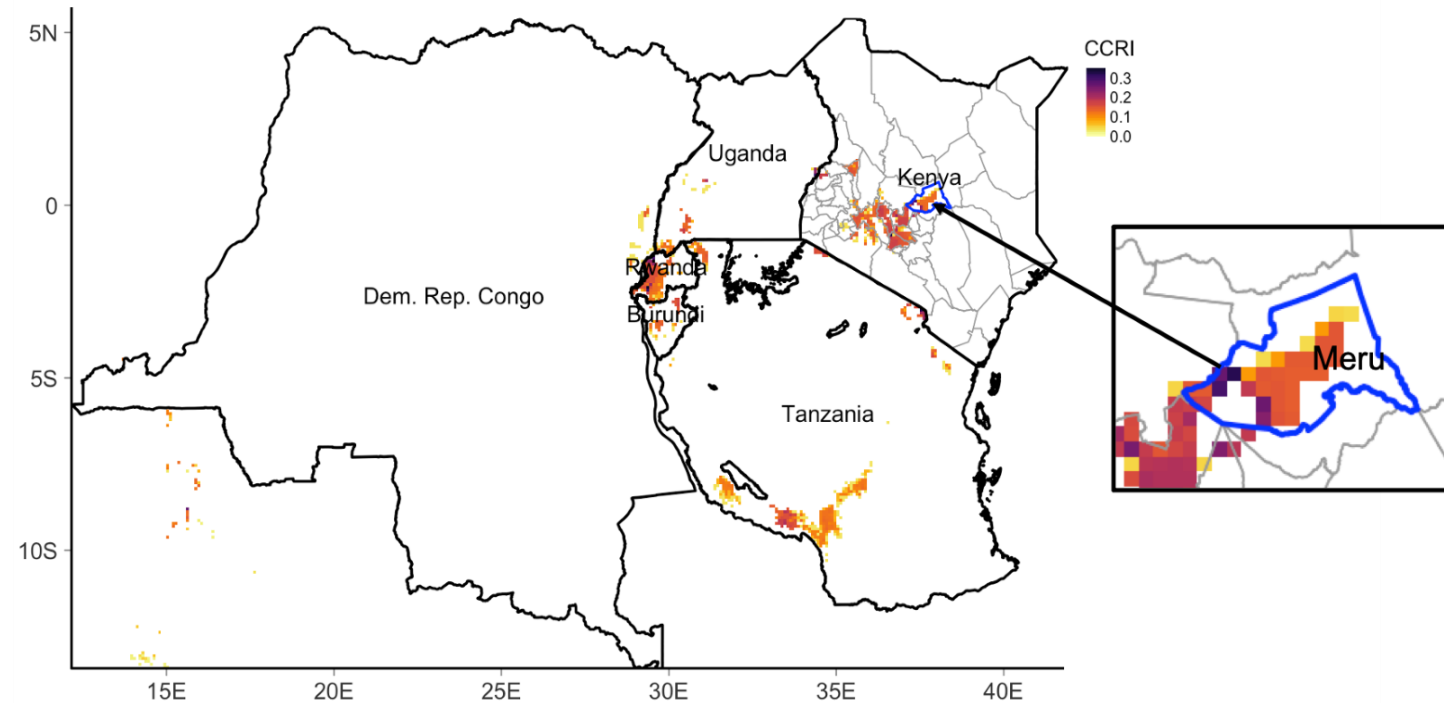 5N
0
5S
10S
15E
20E
25E
30E
35E
40E
Dem. Rep. Congo
Uganda
Kenya
Rwanda
Burundi
Tanzania
CCRI
0.3
0.2
0.1
0.0
Meru